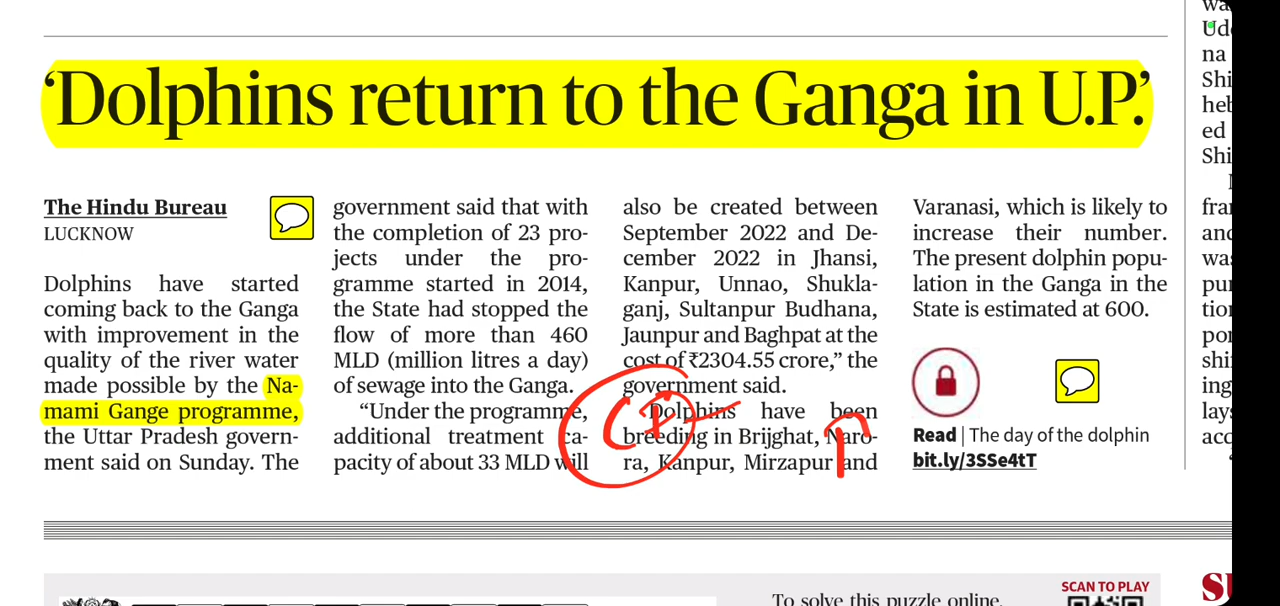 ‘Dolphins return to the Ganga in U.P.’
The Hindu Bureau
LUCKNOW
Dolphins have started
coming back to the Ganga
with improvement in the
quality of the river water
made possible by the Na-
mami Gange programme,
the Uttar Pradesh govern-
ment said on Sunday. The
government said that with
the completion of 23 pro-
jects under the pro-
gramme started in 2014,
the State had stopped the
flow of more than 460
MLD (million litres a day)
of sewage into the Ganga.
“Under the programme,
additional treatment ca-
pacity of about 33 MLD will
also be created between
September 2022 and De-
cember 2022 in Jhansi,
Kanpur, Unnao, Shukla-
ganj, Sultanpur Budhana,
Jaunpur and Baghpat at the
cost of ₹2304.55 crore,” the
government said.
Dolphins have been
breeding in Brijghat, Naro-
ra, Kanpur, Mirzapur and
Varanasi, which is likely to
increase their number.
The present dolphin popu-
lation in the Ganga in the
State is estimated at 600.
Read | The day of the dolphin
bit.ly/3SSe4tT
SCAN TO PLAY
To solve this puzzle online,